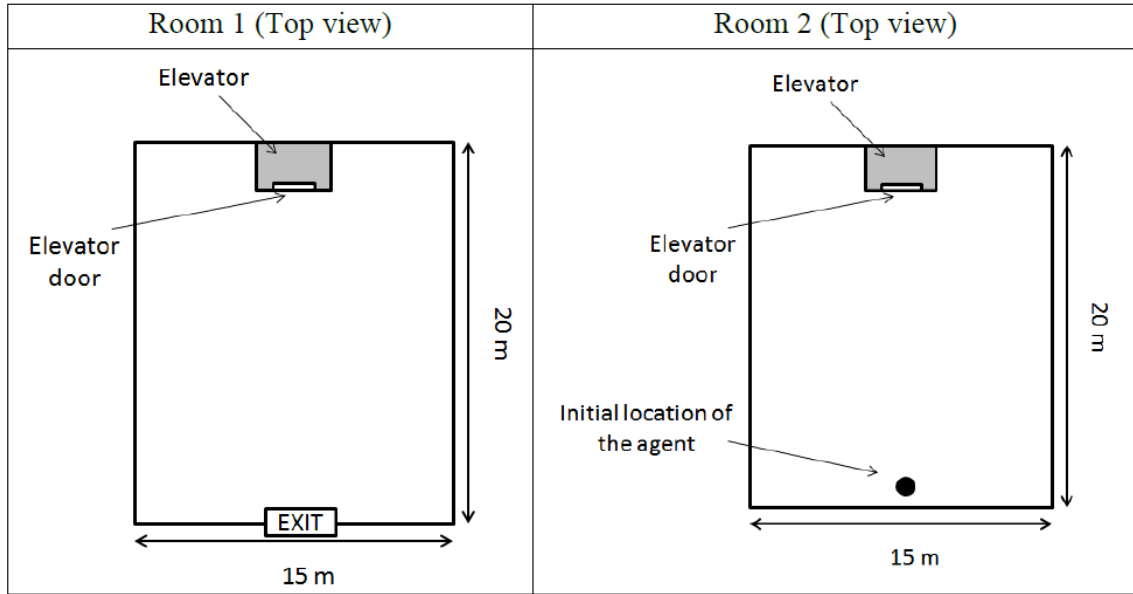 Room 1 (Top view)
Room 2 (Top view)
Elevator
Elevator
door
20 m
EXIT
15 m
Elevator
Elevator
door
20 m
Initial location of
the agent
15 m